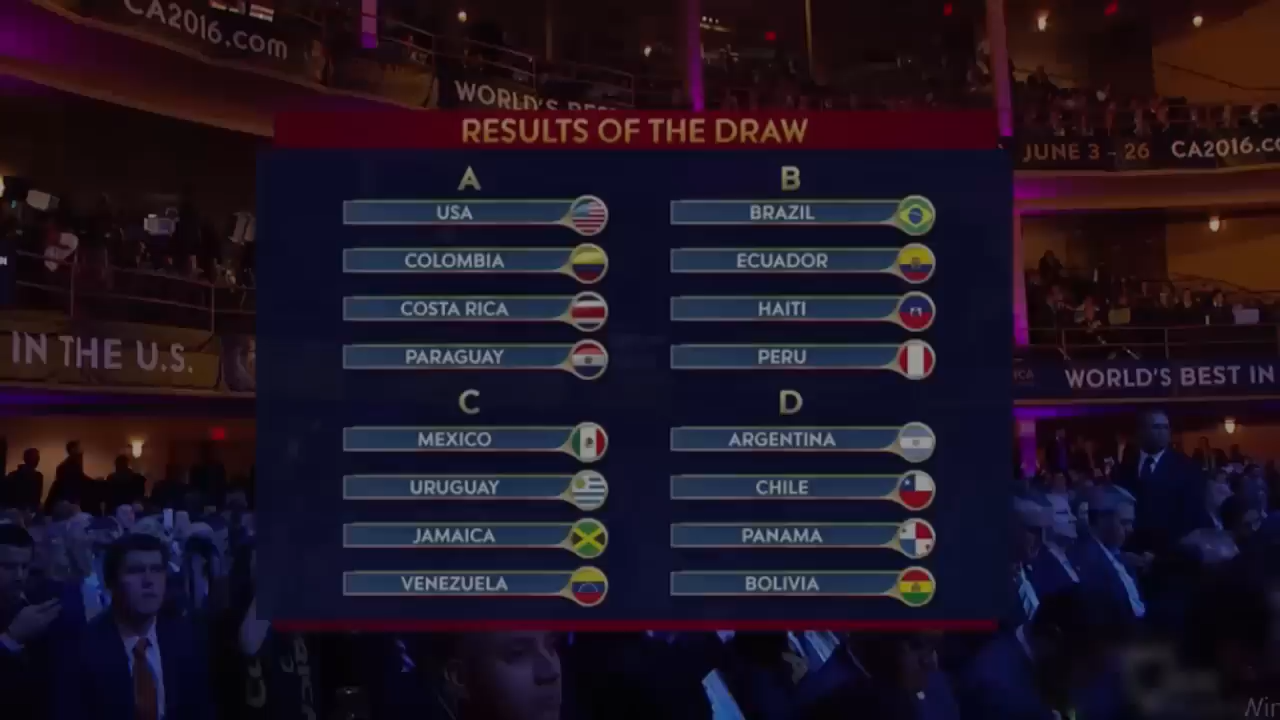 CA2016.com
WORLD'S BES
RESULTS OF THE DRAW
JUNE 3 - 26 CA2016.c
A
USA
COLOMBIA
COSTA RICA
PARAGUAY
B
BRAZIL
ECUADOR
HAITI
PERU
IN THE U.S.
WORLD'S BEST IN
C
MEXICO
URUGUAY
JAMAICA
VENEZUELA
D
ARGENTINA
CHILE
PANAMA
BOLIVIA
Nin